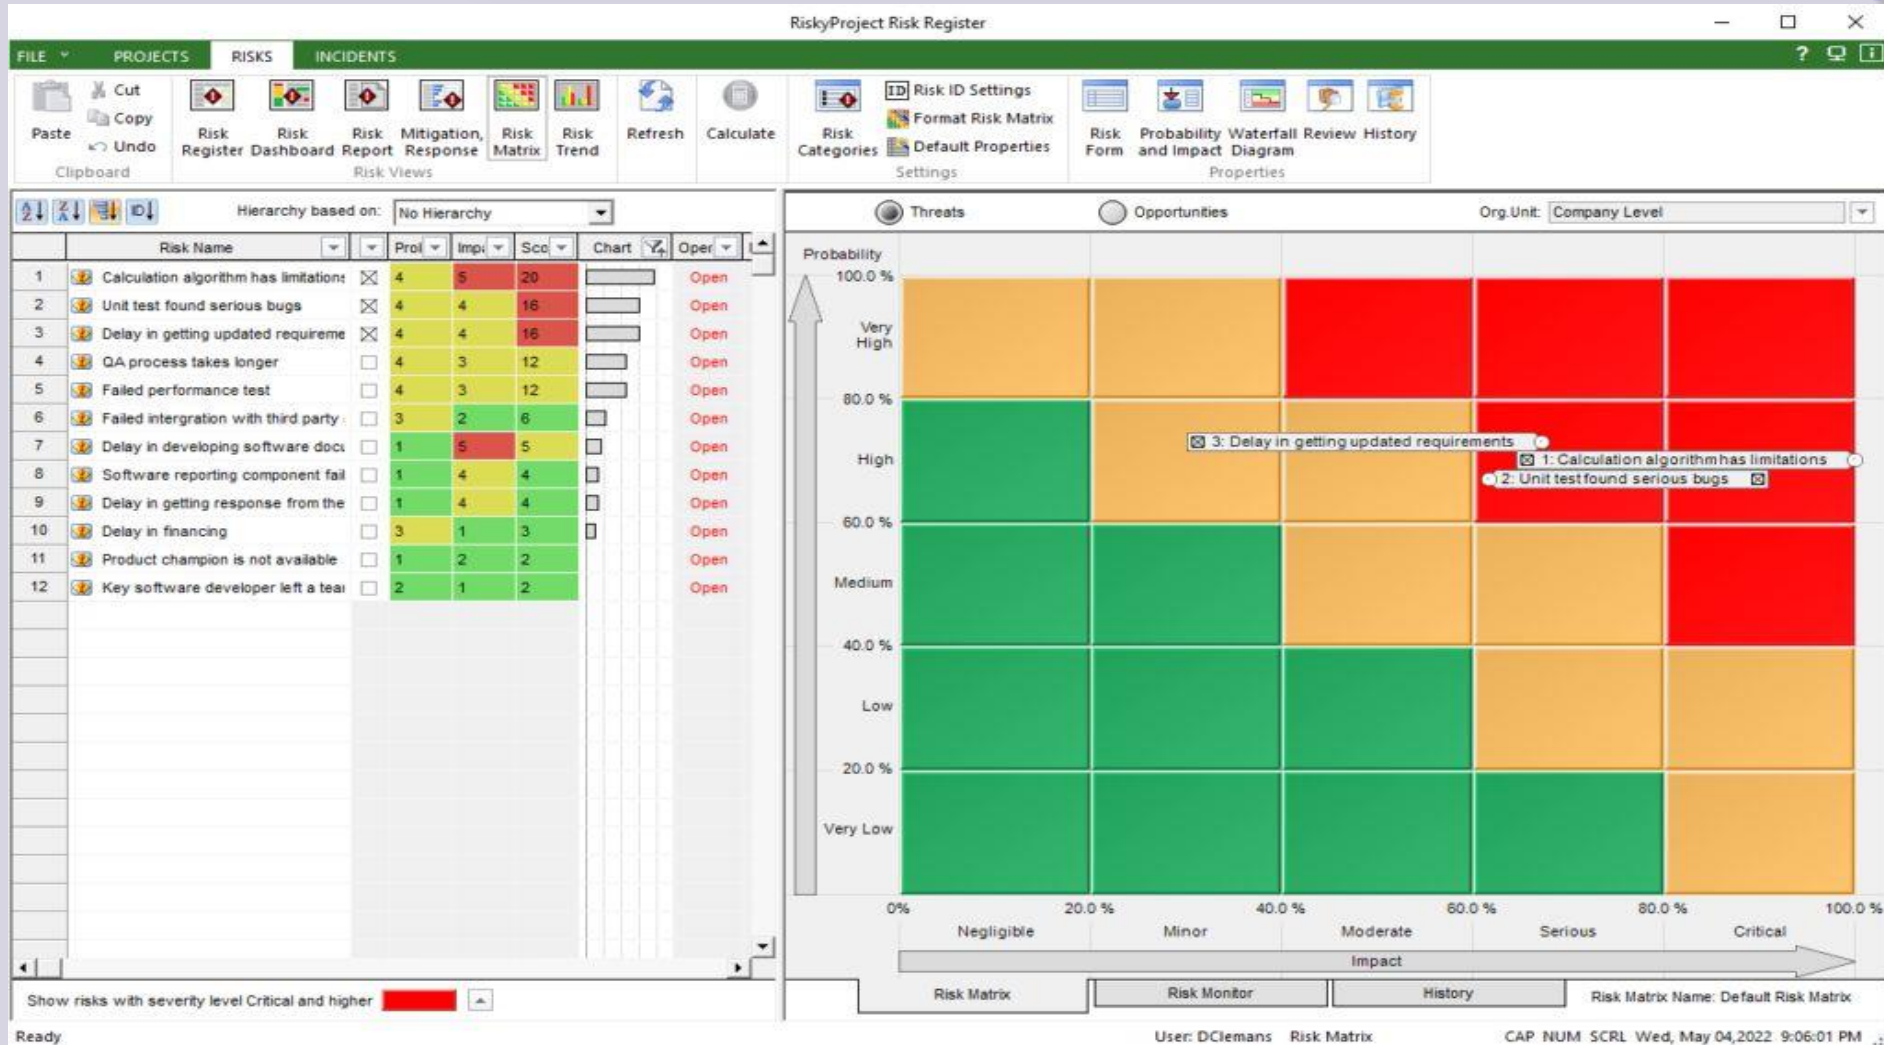 RiskyProject Risk Register
FILE PROJECTS RISKS INCIDENTS ?
Paste
Cut
Copy
Undo
Clipboard
Risk Register
Risk Dashboard
Risk Report
Mitigation, Response
Risk Matrix
Risk Trend
Risk Views
Refresh
Calculate
Risk Categories
ID Risk ID Settings
Format Risk Matrix
Default Properties
Settings
Risk Form
Probability and Impact
Waterfall Diagram
Review
History
Properties
Hierarchy based on: No Hierarchy
Risk Name Prol Impa Sco Chart Oper
1 Calculation algorithm has limitations 4 5 20 Open
2 Unit test found serious bugs 4 4 16 Open
3 Delay in getting updated requireme 4 4 16 Open
4 QA process takes longer 4 3 12 Open
5 Failed performance test 4 3 12 Open
6 Failed intergration with third party 3 2 6 Open
7 Delay in developing software docu 1 5 5 Open
8 Software reporting component fail 1 4 4 Open
9 Delay in getting response from the 1 4 4 Open
10 Delay in financing 3 1 3 Open
11 Product champion is not available 1 2 2 Open
12 Key software developer left a tear 2 1 2 Open
Show risks with severity level Critical and higher
Threats Opportunities Org.Unit: Company Level
Probability
100.0 %
Very High
80.0 %
3: Delay in getting updated requirements
High
1: Calculation algorithm has limitations
2: Unit test found serious bugs
60.0 %
Medium
40.0 %
Low
20.0 %
Very Low
0% 20.0 % 40.0 % 60.0 % 80.0 % 100.0 %
Negligible Minor Moderate Serious Critical
Impact
Risk Matrix Risk Monitor History Risk Matrix Name: Default Risk Matrix
Ready User: DClemans Risk Matrix CAP NUM SCRL Wed, May 04,2022 9:06:01 PM